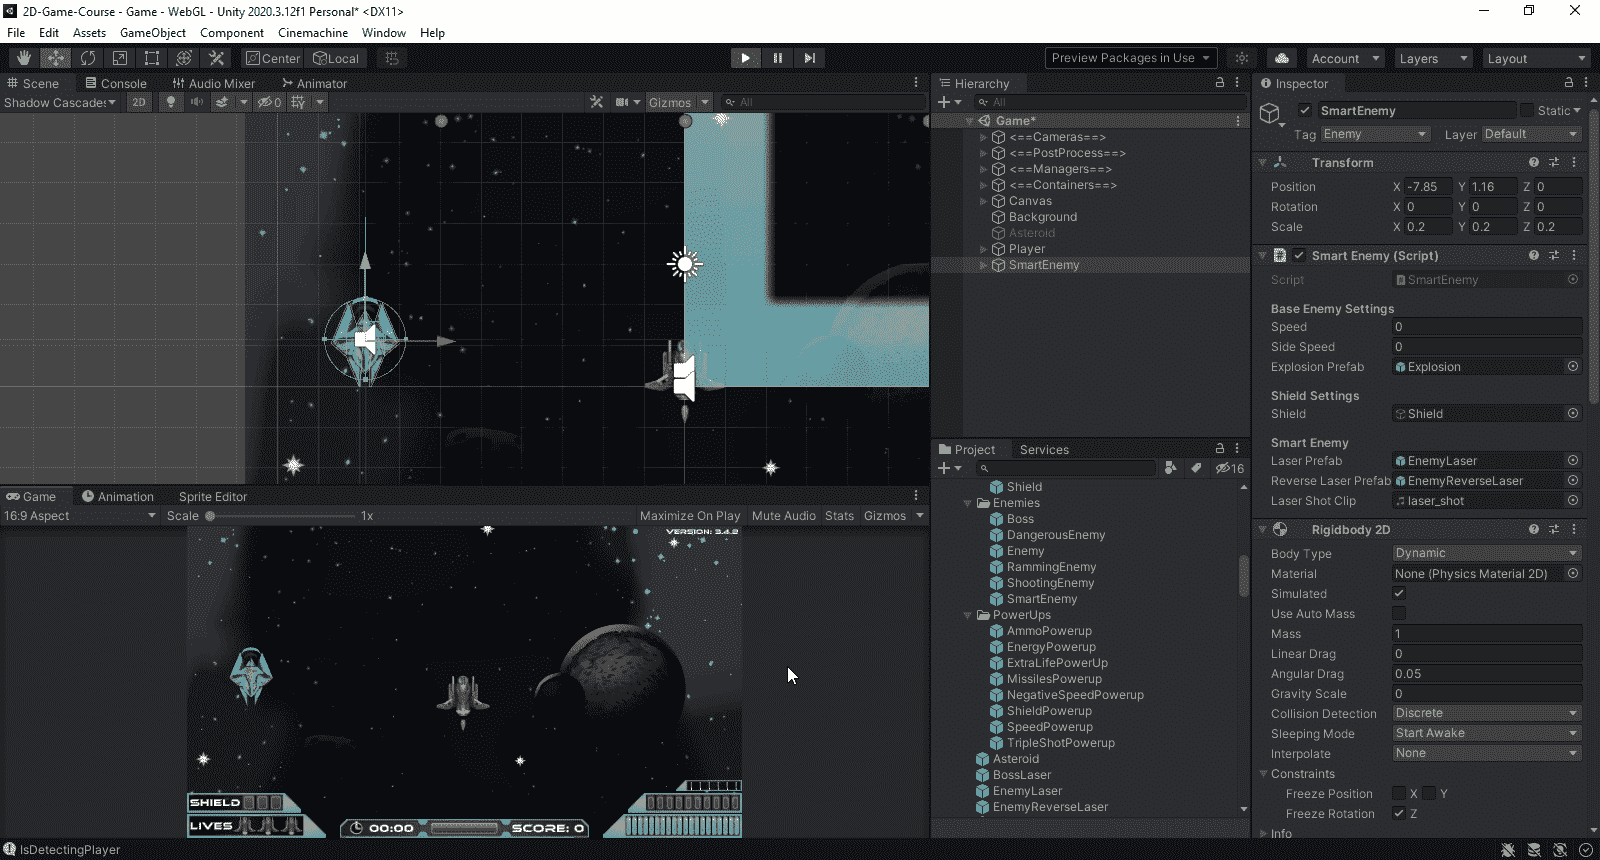 2D-Game-Course - Game - WebGL - Unity 2020.3.12f1 Personal* <DX11>
File Edit Assets GameObject Component Cinemachine Window Help
Center Local Preview Packages in Use Account Layers Layout
Scene Console Audio Mixer Animator
Shadow Cascades 2D 0 Gizmos All
Hierarchy
All
Game*
<==Cameras==>
<==PostProcess==>
<==Managers==>
<==Containers==>
Canvas
Background
Asteroid
Player
SmartEnemy
Game Animation Sprite Editor
16:9 Aspect Scale 1x Maximize On Play Mute Audio Stats Gizmos
VERSION: 3.4.2
SHIELD
LIVES
00:00
SCORE: 0
Project Services
16
Shield
Enemies
Boss
DangerousEnemy
Enemy
RammingEnemy
ShootingEnemy
SmartEnemy
PowerUps
AmmoPowerup
EnergyPowerup
ExtraLifePowerUp
MissilesPowerup
NegativeSpeedPowerup
ShieldPowerup
SpeedPowerup
TripleShotPowerup
Asteroid
BossLaser
EnemyLaser
EnemyReverseLaser
Inspector
SmartEnemy Static
Tag Enemy Layer Default
Transform
Position X -7.85 Y 1.16 Z 0
Rotation X 0 Y 0 Z 0
Scale X 0.2 Y 0.2 Z 0.2
Smart Enemy (Script)
Script SmartEnemy
Base Enemy Settings
Speed 0
Side Speed 0
Explosion Prefab Explosion
Shield Settings
Shield Shield
Smart Enemy
Laser Prefab EnemyLaser
Reverse Laser Prefab EnemyReverseLaser
Laser Shot Clip laser_shot
Rigidbody 2D
Body Type Dynamic
Material None (Physics Material 2D)
Simulated
Use Auto Mass
Mass 1
Linear Drag 0
Angular Drag 0.05
Gravity Scale 0
Collision Detection Discrete
Sleeping Mode Start Awake
Interpolate None
Constraints
Freeze Position X Y
Freeze Rotation Z
Info
IsDetectingPlayer